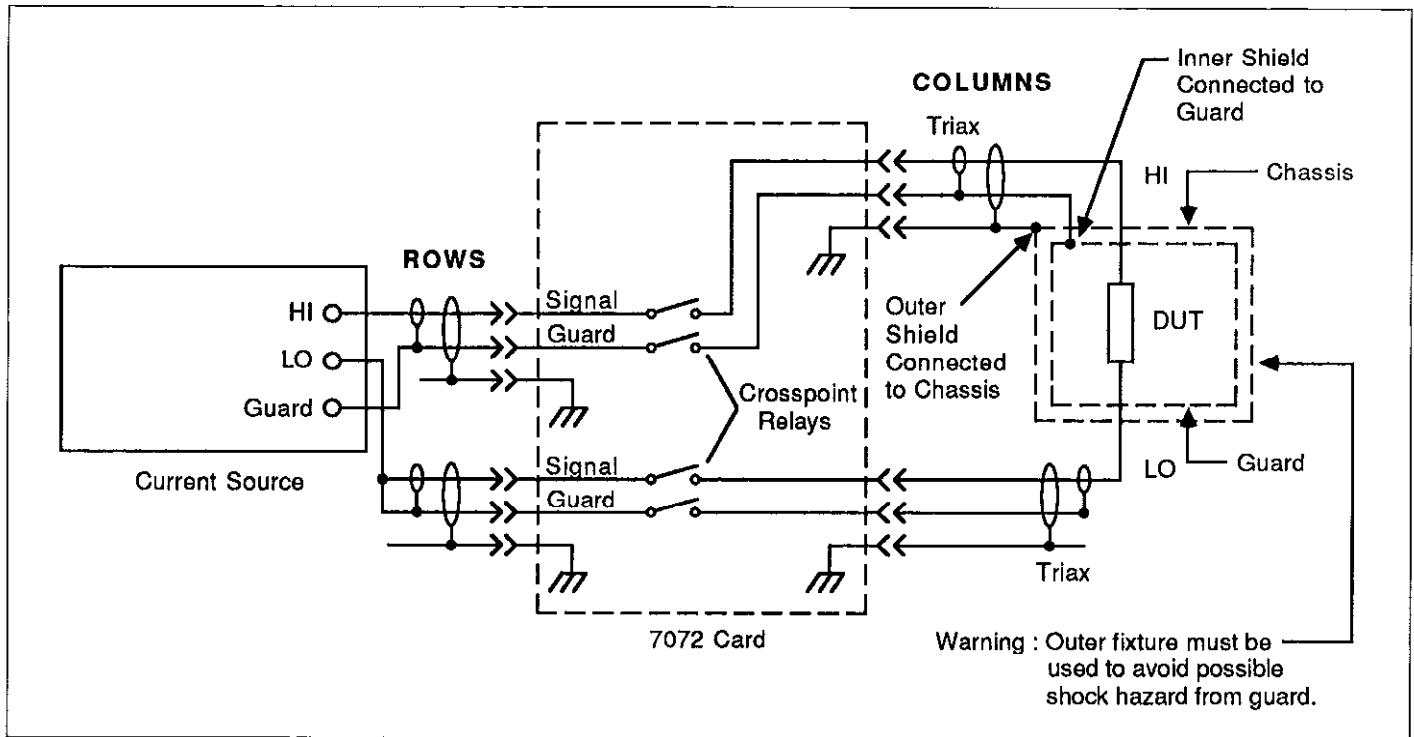 Inner Shield
Connected to
Guard
COLUMNS
Triax
HI
Chassis
ROWS
HI
LO
Guard
Current Source
Signal
Guard
Crosspoint
Relays
Outer
Shield
Connected
to Chassis
DUT
Signal
Guard
LO
Guard
Triax
7072 Card
Warning : Outer fixture must be
used to avoid possible
shock hazard from guard.